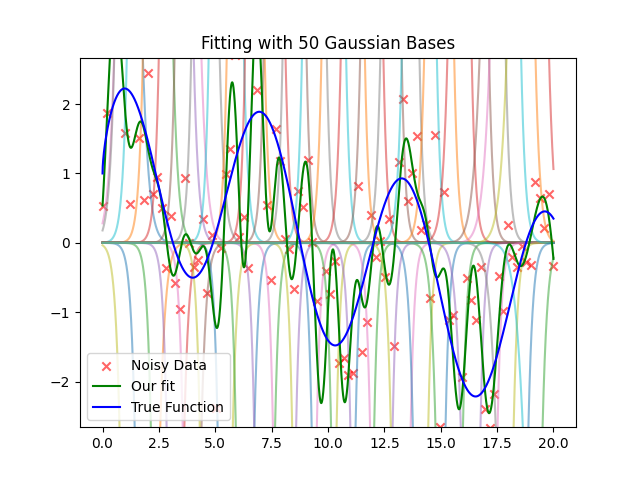 Fitting with 50 Gaussian Bases
2
1
0
−1
−2
Noisy Data
Our fit
True Function
0.0 2.5 5.0 7.5 10.0 12.5 15.0 17.5 20.0